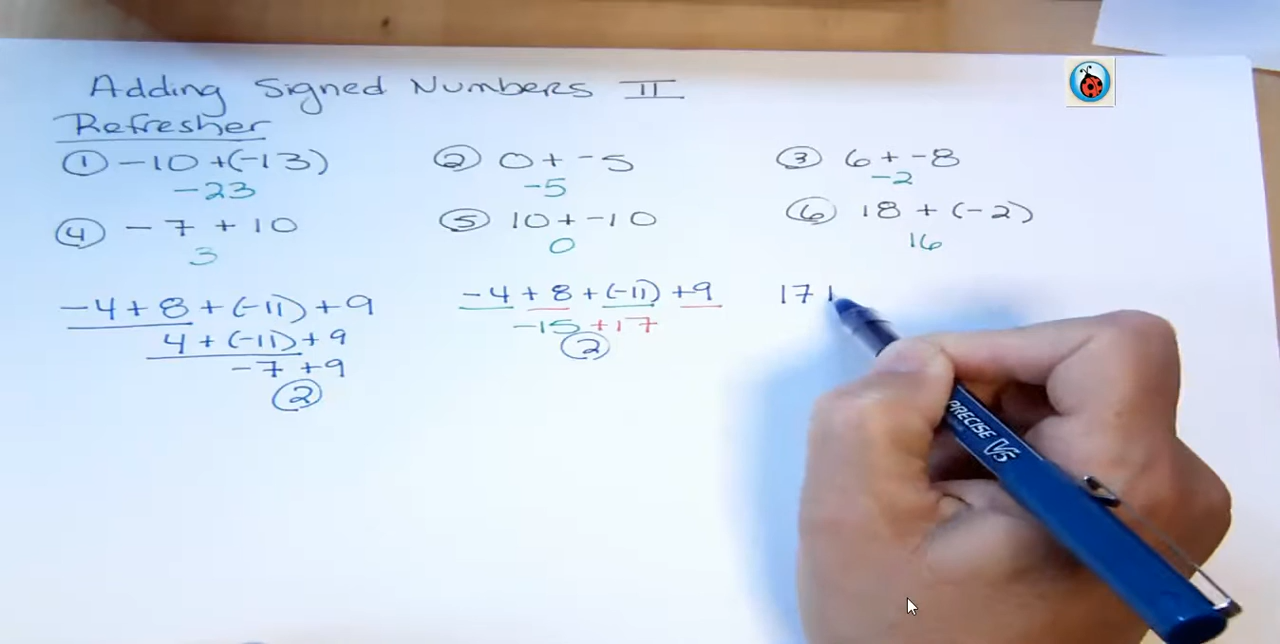 Adding Signed Numbers II
Refresher
① -10 +(-13) ② 0 + -5 ③ 6 + -8
-23 -5 -2
④ -7 + 10 ⑤ 10 + -10 ⑥ 18 + (-2)
3 0 16
-4 + 8 + (-11) + 9 -4 + 8 + (-11) + 9 17
4 + (-11) + 9 -15 + 17
-7 + 9 ②
②
PRECISE V5